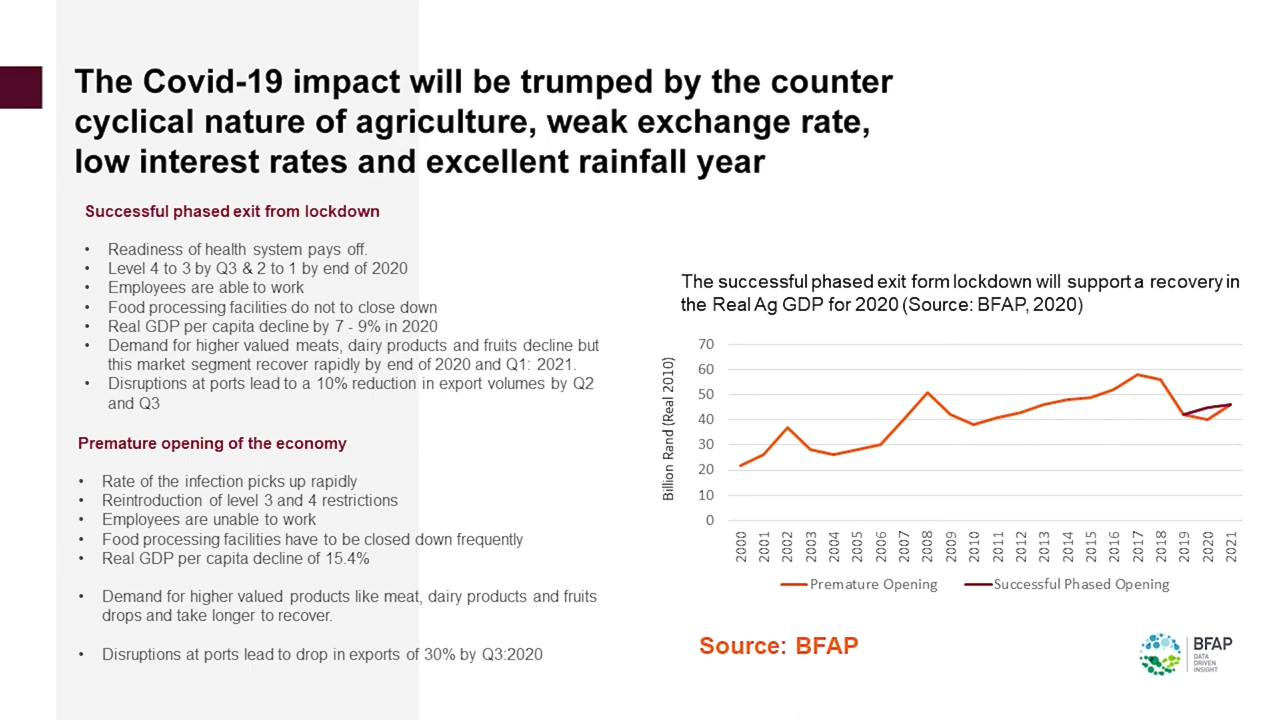 The Covid-19 impact will be trumped by the counter
cyclical nature of agriculture, weak exchange rate,
low interest rates and excellent rainfall year
Successful phased exit from lockdown
• Readiness of health system pays off.
• Level 4 to 3 by Q3 & 2 to 1 by end of 2020
• Employees are able to work
• Food processing facilities do not to close down
• Real GDP per capita decline by 7 - 9% in 2020
• Demand for higher valued meats, dairy products and fruits decline but
this market segment recover rapidly by end of 2020 and Q1: 2021.
• Disruptions at ports lead to a 10% reduction in export volumes by Q2
and Q3
Premature opening of the economy
• Rate of the infection picks up rapidly
• Reintroduction of level 3 and 4 restrictions
• Employees are unable to work
• Food processing facilities have to be closed down frequently
• Real GDP per capita decline of 15.4%
• Demand for higher valued products like meat, dairy products and fruits
drops and take longer to recover.
• Disruptions at ports lead to drop in exports of 30% by Q3:2020
The successful phased exit form lockdown will support a recovery in
the Real Ag GDP for 2020 (Source: BFAP, 2020)
Billion Rand (Real 2010)
70
60
50
40
30
20
10
0
2000 2001 2002 2003 2004 2005 2006 2007 2008 2009 2010 2011 2012 2013 2014 2015 2016 2017 2018 2019 2020 2021
Premature Opening Successful Phased Opening
Source: BFAP
BFAP
DATA
DRIVEN
INSIGHT